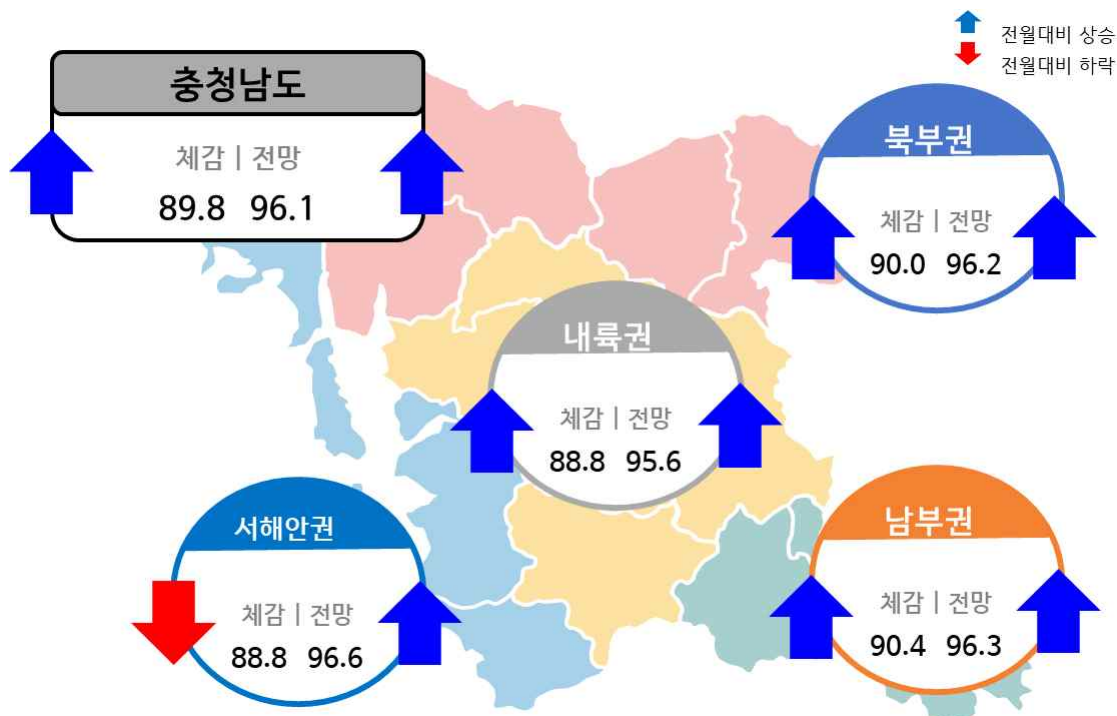 전월대비 상승
전월대비 하락
충청남도
체감 | 전망
89.8 96.1
북부권
체감 | 전망
90.0 96.2
내륙권
체감 | 전망
88.8 95.6
서해안권
체감 | 전망
88.8 96.6
남부권
체감 | 전망
90.4 96.3